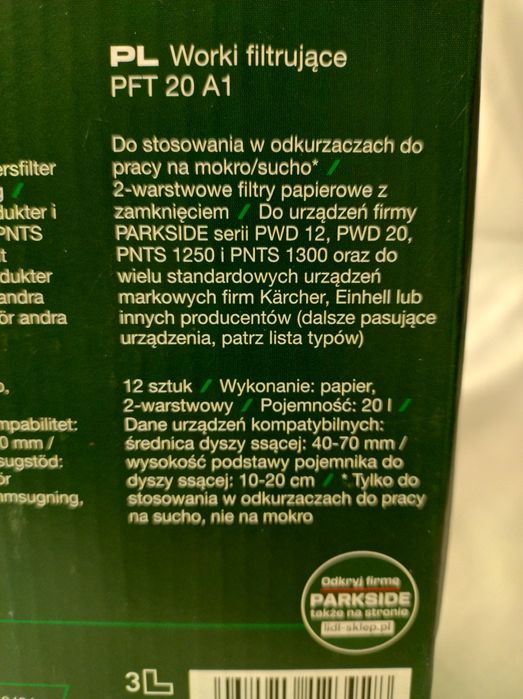 PL Worki filtrujące
PFT 20 A1
Do stosowania w odkurzaczach do
pracy na mokro/sucho* /
2-warstwowe filtry papierowe z
zamknięciem / Do urządzeń firmy
PARKSIDE serii PWD 12, PWD 20,
PNTS 1250 i PNTS 1300 oraz do
wielu standardowych urządzeń
markowych firm Kärcher, Einhell lub
innych producentów (dalsze pasujące
urządzenia, patrz lista typów)
12 sztuk / Wykonanie: papier,
2-warstwowy / Pojemność: 20 l /
Dane urządzeń kompatybilnych:
średnica dyszy ssącej: 40-70 mm /
wysokość podstawy pojemnika do
dyszy ssącej: 10-20 cm / *Tylko do
stosowania w odkurzaczach do pracy
na sucho, nie na mokro
Odkryj firmę
PARKSIDE
także na stronie
lidl-sklep.pl
3
ersfilter
dukter i
PNTS
dukter
andra
ör andra
mpabilitet:
0 mm /
sugstöd:
ör
msugning,